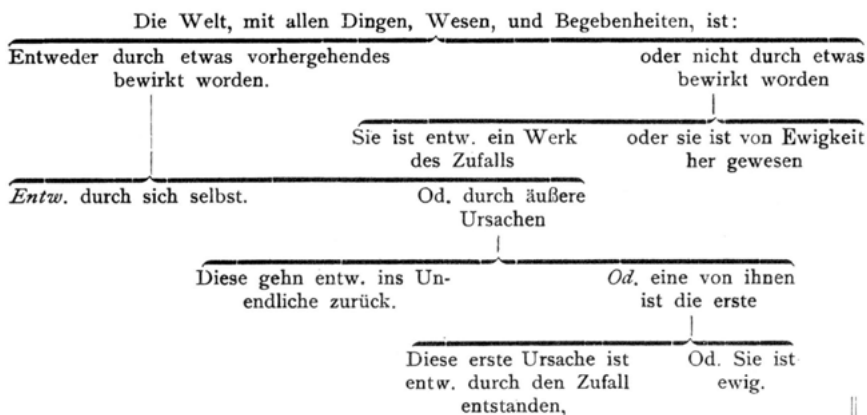 Die Welt, mit allen Dingen, Wesen, und Begebenheiten, ist:
Entweder durch etwas vorhergehendes
bewirkt worden.
oder nicht durch etwas
bewirkt worden
Sie ist entw. ein Werk
des Zufalls
oder sie ist von Ewigkeit
her gewesen
Entw. durch sich selbst.
Od. durch äußere
Ursachen
Diese gehn entw. ins Un-
endliche zurück.
Od. eine von ihnen
ist die erste
Diese erste Ursache ist
entw. durch den Zufall
entstanden,
Od. Sie ist
ewig.